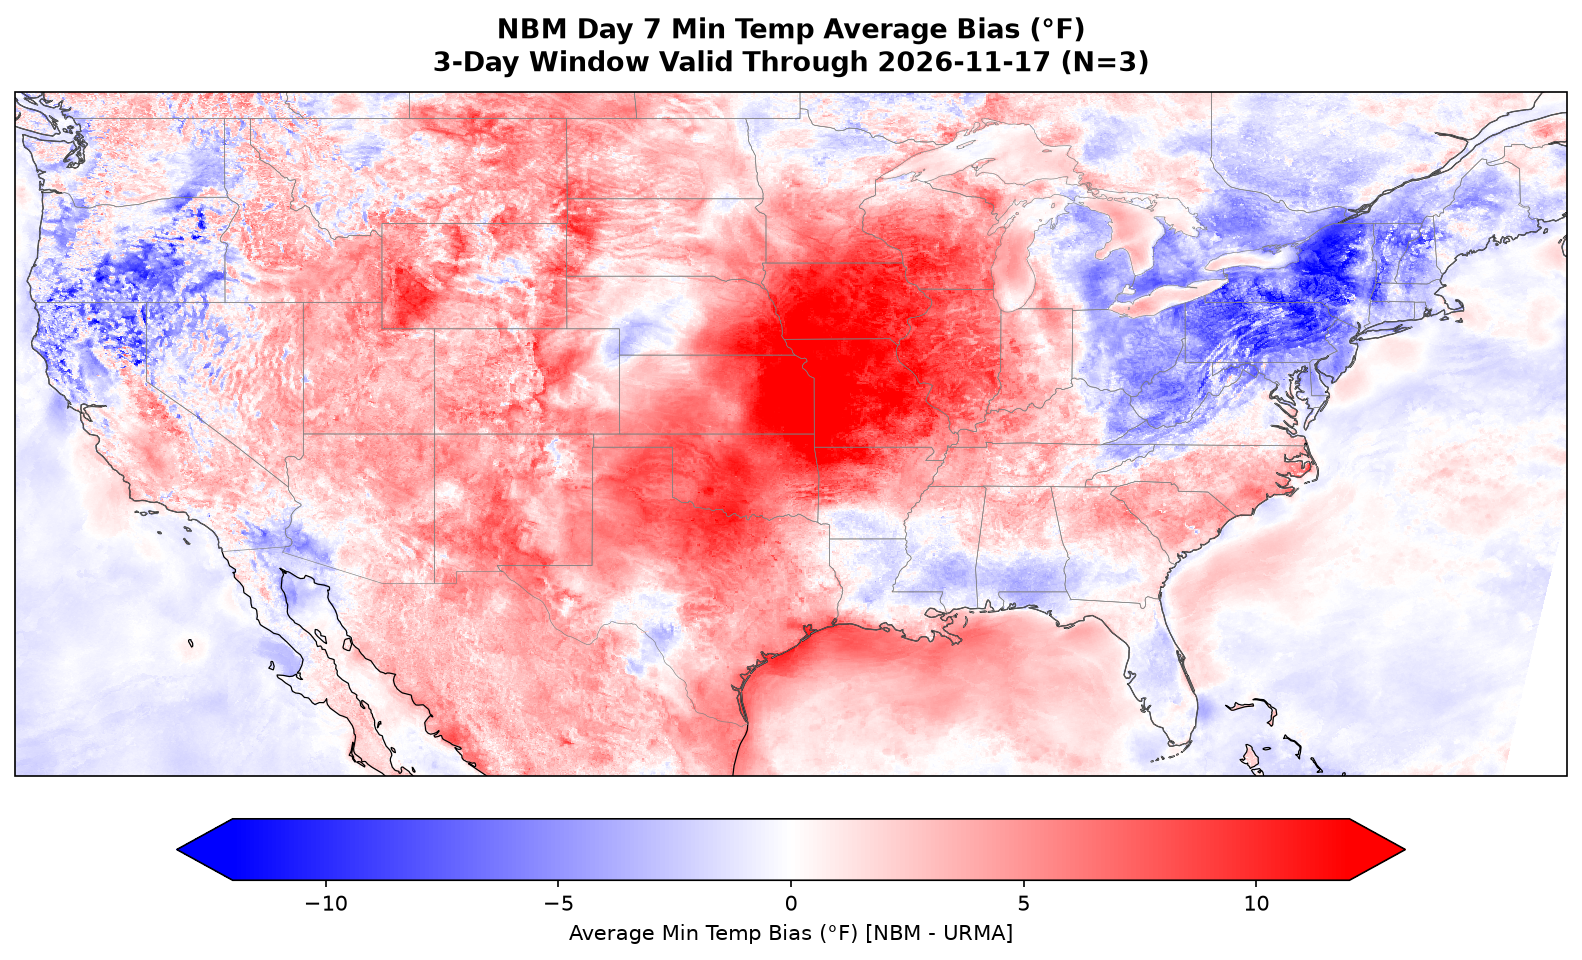 NBM Day 7 Min Temp Average Bias (°F)
3-Day Window Valid Through 2026-11-17 (N=3)
−10 −5 0 5 10
Average Min Temp Bias (°F) [NBM - URMA]